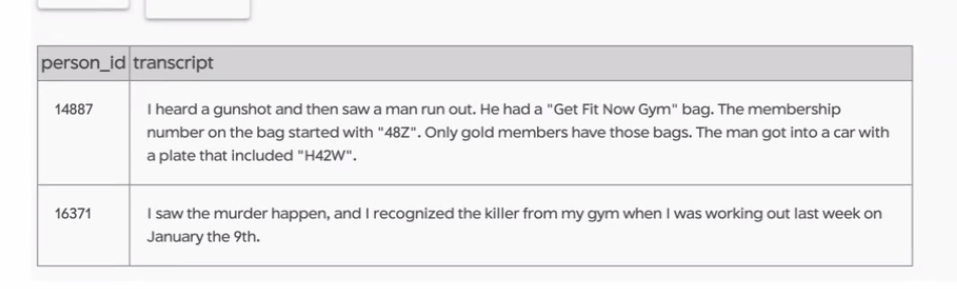 person_id transcript
14887 I heard a gunshot and then saw a man run out. He had a "Get Fit Now Gym" bag. The membership
number on the bag started with "48Z". Only gold members have those bags. The man got into a car with
a plate that included "H42W".
16371 I saw the murder happen, and I recognized the killer from my gym when I was working out last week on
January the 9th.